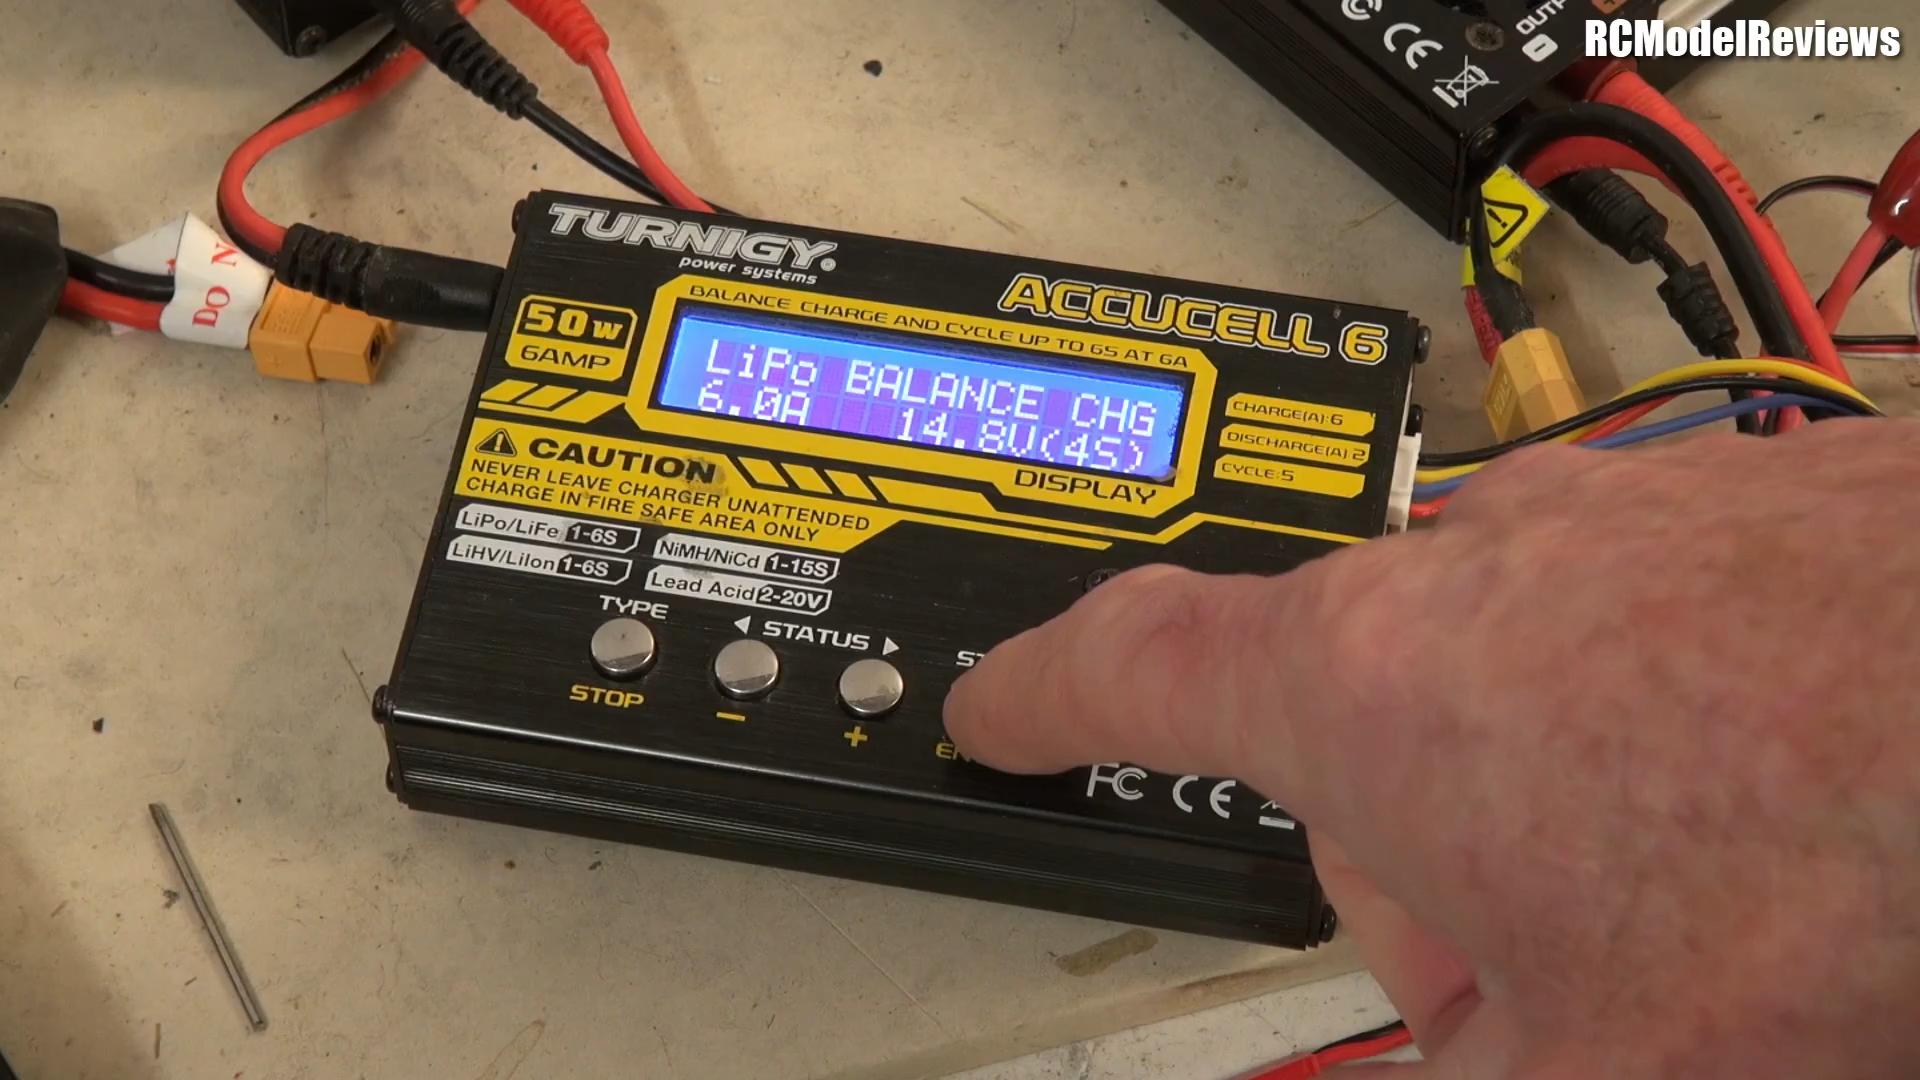 RCModelReviews
DO N
TURNIGY
power systems
ACCUCELL 6
50W
6AMP
BALANCE CHARGE AND CYCLE UP TO 6S AT 6A
LiPo BALANCE CHG
6.0A 14.8V(4S)
DISPLAY
CHARGE(A):6
DISCHARGE(A):2
CYCLE:5
CAUTION
NEVER LEAVE CHARGER UNATTENDED
CHARGE IN FIRE SAFE AREA ONLY
LiPo/LiFe 1-6S
LiHV/LiIon 1-6S
NiMH/NiCd 1-15S
Lead Acid 2-20V
TYPE
STOP
◀ STATUS ▶
−
+
FC CE
CE